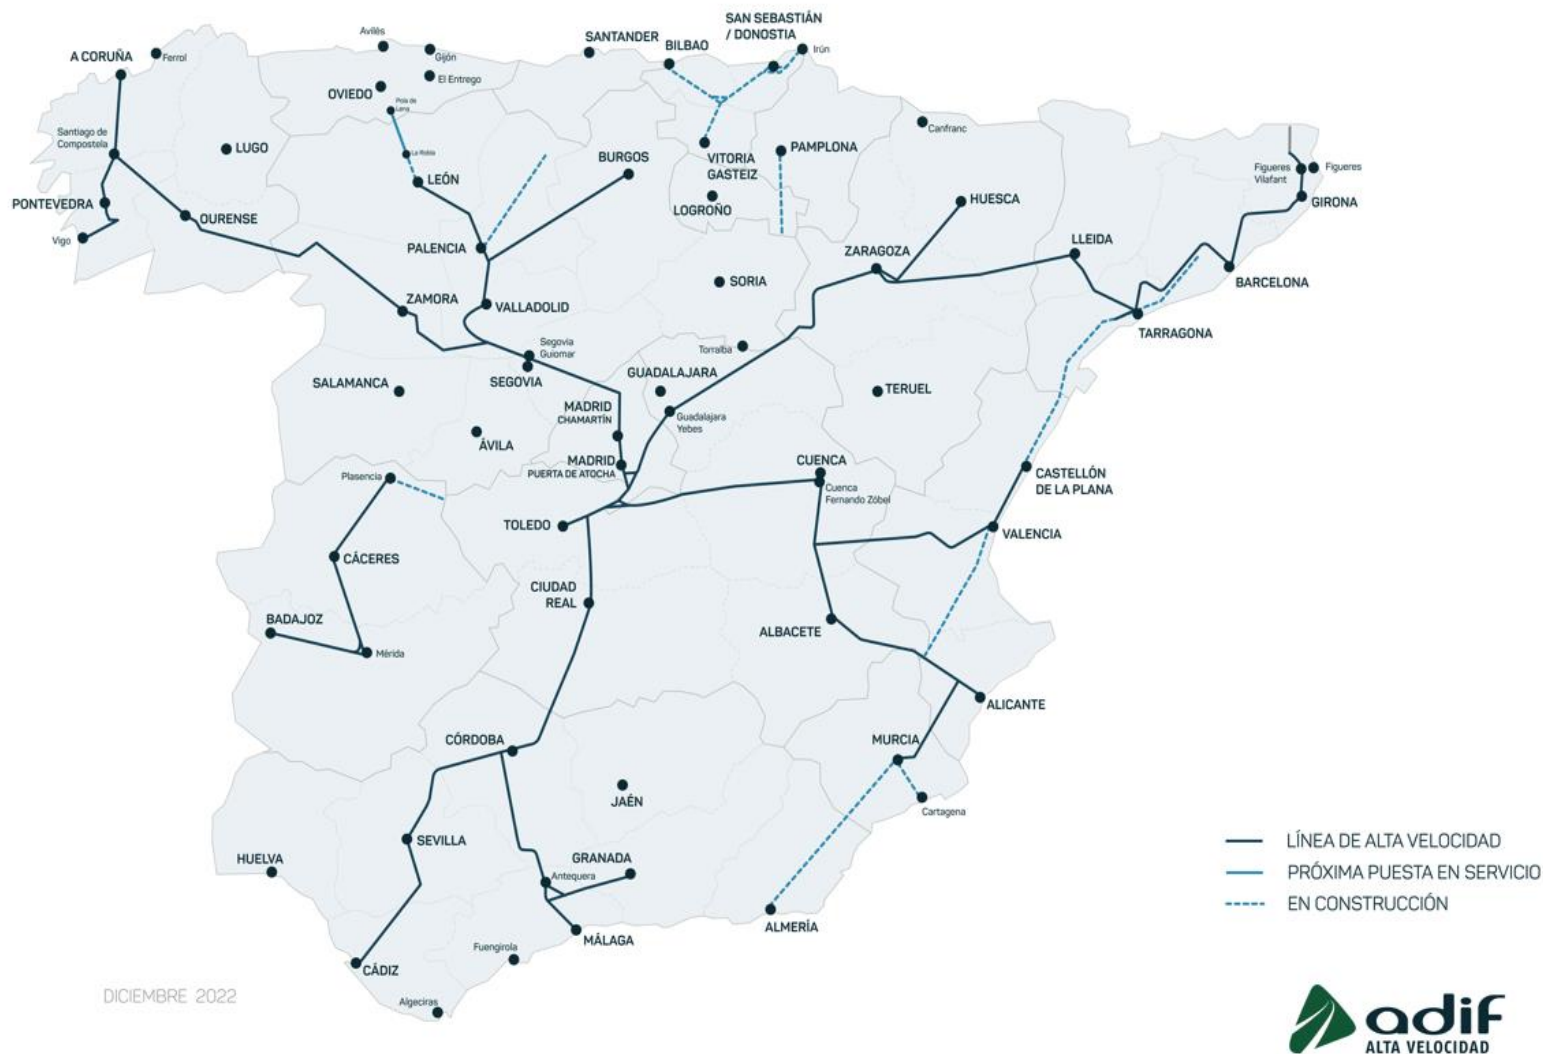 SAN SEBASTIÁN
/ DONOSTIA
Avilés
SANTANDER
BILBAO
Irún
A CORUÑA
Ferrol
Gijón
El Entrego
OVIEDO
Pola de
Lena
Canfranc
Santiago de
Compostela
LUGO
La Robla
BURGOS
VITORIA
GASTEIZ
PAMPLONA
Figueres
Vilafant
Figueres
LEÓN
PONTEVEDRA
OURENSE
LOGROÑO
HUESCA
GIRONA
Vigo
PALENCIA
ZARAGOZA
LLEIDA
SORIA
BARCELONA
ZAMORA
VALLADOLID
TARRAGONA
Segovia
Guiomar
Torralba
SEGOVIA
GUADALAJARA
SALAMANCA
TERUEL
MADRID
CHAMARTÍN
Guadalajara
Yebes
ÁVILA
MADRID
PUERTA DE ATOCHA
CUENCA
Plasencia
CASTELLÓN
DE LA PLANA
Cuenca
Fernando Zóbel
TOLEDO
VALENCIA
CÁCERES
CIUDAD
REAL
BADAJOZ
ALBACETE
Mérida
ALICANTE
CÓRDOBA
MURCIA
JAÉN
Cartagena
SEVILLA
LÍNEA DE ALTA VELOCIDAD
HUELVA
GRANADA
PRÓXIMA PUESTA EN SERVICIO
Antequera
EN CONSTRUCCIÓN
ALMERÍA
MÁLAGA
Fuengirola
CÁDIZ
DICIEMBRE 2022
Algeciras
adif
ALTA VELOCIDAD